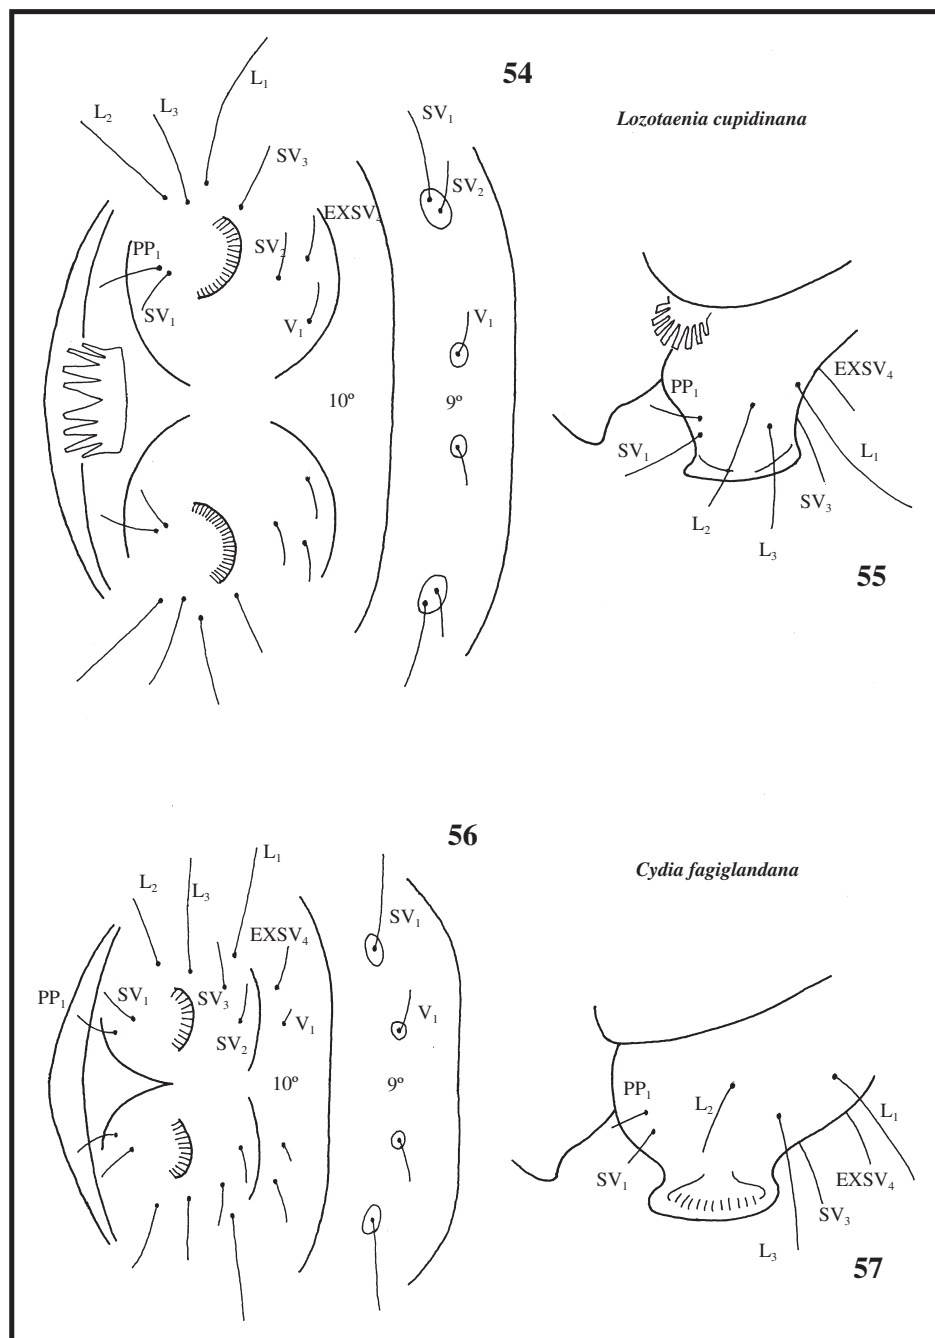 54
L₁
L₂
L₃
SV₁
Lozotaenia cupidinana
SV₃
SV₂
EXSV₄
PP₁
SV₂
SV₁
V₁
V₁
10º
9º
EXSV₄
PP₁
SV₁
L₁
L₂
SV₃
L₃
55
56
L₁
L₂
L₃
Cydia fagiglandana
SV₁
EXSV₄
PP₁
SV₁
SV₃
V₁
V₁
SV₂
10º
9º
PP₁
L₂
L₁
SV₁
EXSV₄
SV₃
L₃
57